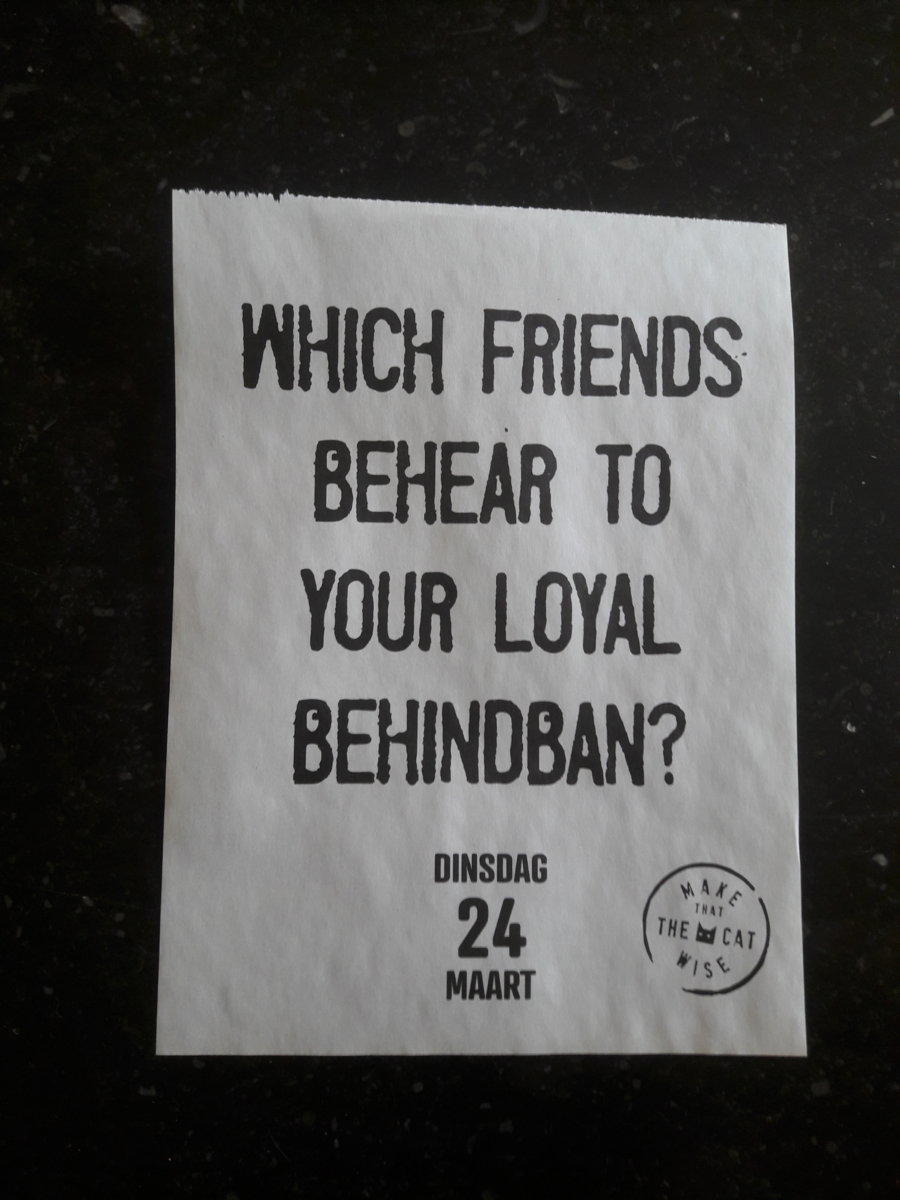 WHICH FRIENDS
BEHEAR TO
YOUR LOYAL
BEHINDBAN?
DINSDAG
24
MAART
MAKE
THAT
THE CAT
WISE